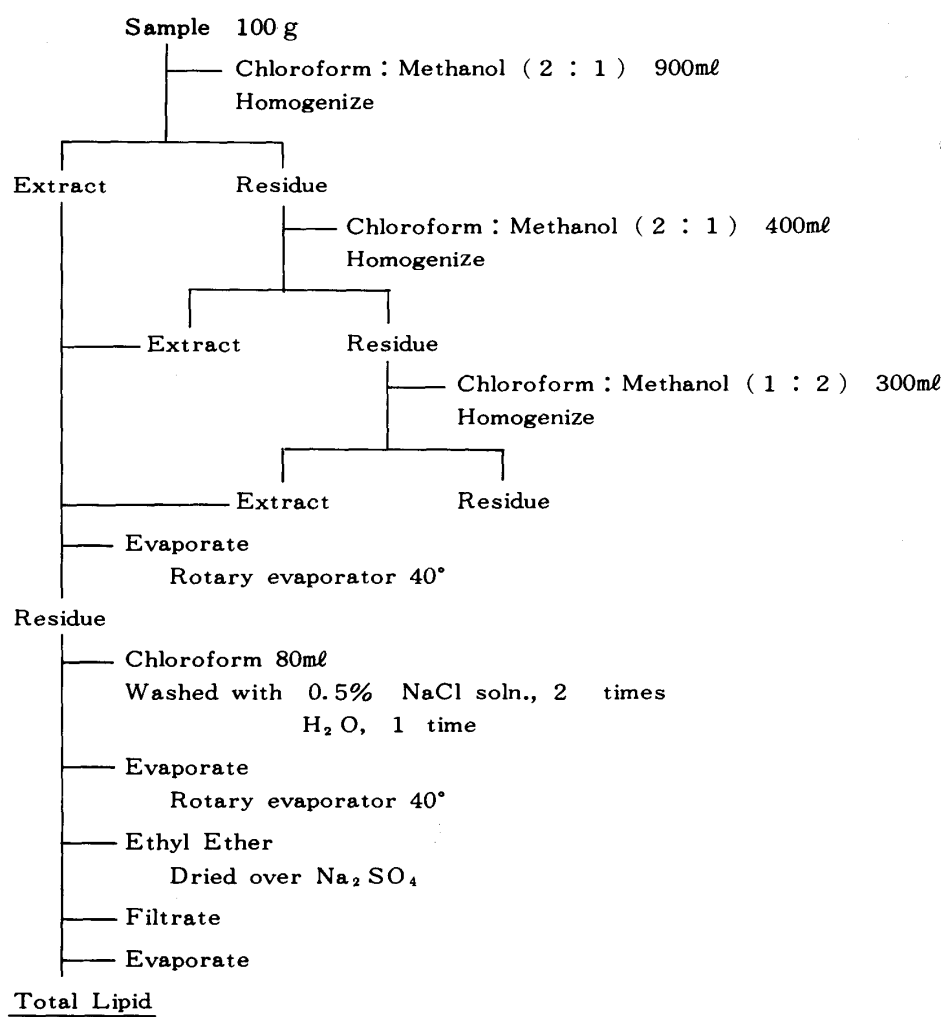 Sample 100 g
Chloroform : Methanol ( 2 : 1 ) 900mℓ
Homogenize
Extract Residue
Chloroform : Methanol ( 2 : 1 ) 400mℓ
Homogenize
Extract Residue
Chloroform : Methanol ( 1 : 2 ) 300mℓ
Homogenize
Extract Residue
Evaporate
Rotary evaporator 40°
Residue
Chloroform 80mℓ
Washed with 0.5% NaCl soln., 2 times
H₂O, 1 time
Evaporate
Rotary evaporator 40°
Ethyl Ether
Dried over Na₂SO₄
Filtrate
Evaporate
Total Lipid